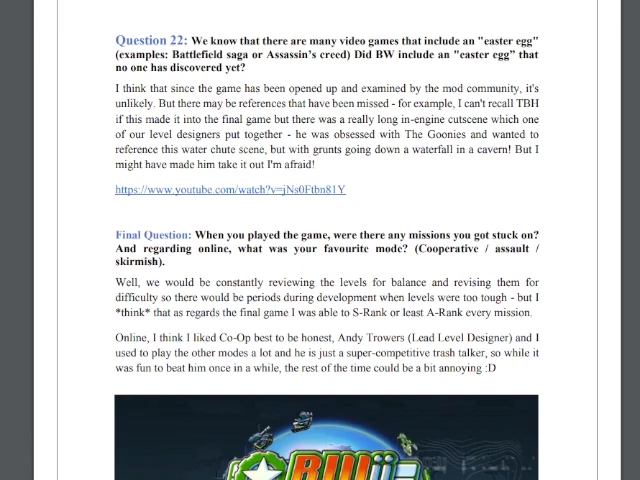 Question 22: We know that there are many video games that include an "easter egg"
(examples: Battlefield saga or Assassin's creed) Did BW include an "easter egg" that
no one has discovered yet?
I think that since the game has been opened up and examined by the mod community, it's
unlikely. But there may be references that have been missed - for example, I can't recall TBH
if this made it into the final game but there was a really long in-engine cutscene which one
of our level designers put together - he was obsessed with The Goonies and wanted to
reference this water chute scene, but with grunts going down a waterfall in a cavern! But I
might have made him take it out I'm afraid!
https://www.youtube.com/watch?v=jNs0Ftbn81Y
Final Question: When you played the game, were there any missions you got stuck on?
And regarding online, what was your favourite mode? (Cooperative / assault /
skirmish).
Well, we would be constantly reviewing the levels for balance and revising them for
difficulty so there would be periods during development when levels were too tough - but I
*think* that as regards the final game I was able to S-Rank or least A-Rank every mission.
Online, I think I liked Co-Op best to be honest, Andy Trowers (Lead Level Designer) and I
used to play the other modes a lot and he is just a super-competitive trash talker, so while it
was fun to beat him once in a while, the rest of the time could be a bit annoying :D
BWii